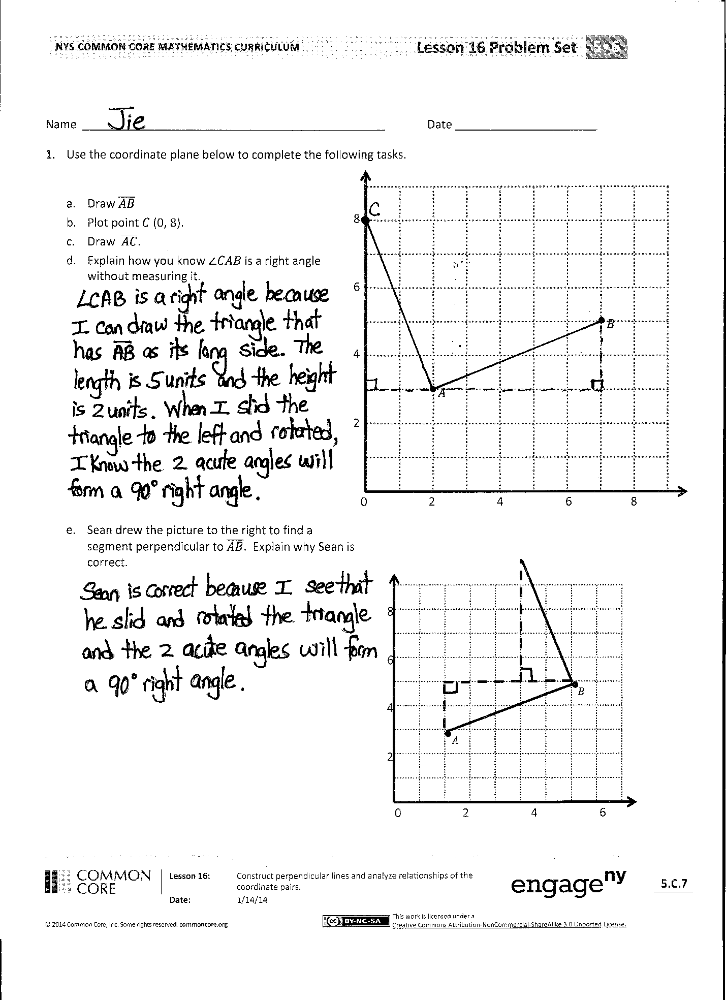 NYS COMMON CORE MATHEMATICS CURRICULUM
Lesson 16 Problem Set 5•6
Name Jie
Date
1. Use the coordinate plane below to complete the following tasks.
a. Draw AB
b. Plot point C (0, 8).
c. Draw AC.
d. Explain how you know ∠CAB is a right angle
without measuring it.
∠CAB is a right angle because
I can draw the triangle that
has AB as its long side. The
length is 5 units and the height
is 2 units. When I slid the
triangle to the left and rotated,
I know the 2 acute angles will
form a 90° right angle.
C
8
6
B
4
A
2
0 2 4 6 8
e. Sean drew the picture to the right to find a
segment perpendicular to AB. Explain why Sean is
correct.
Sean is correct because I see that
he slid and rotated the triangle
and the 2 acute angles will form
a 90° right angle.
8
6
B
4
A
2
0 2 4 6
COMMON
CORE
Lesson 16:
Construct perpendicular lines and analyze relationships of the
coordinate pairs.
Date:
1/14/14
engage ny
5.C.7
© 2014 Common Core, Inc. Some rights reserved. commoncore.org
cc BY-NC-SA
This work is licensed under a
Creative Commons Attribution-NonCommercial-ShareAlike 3.0 Unported License.